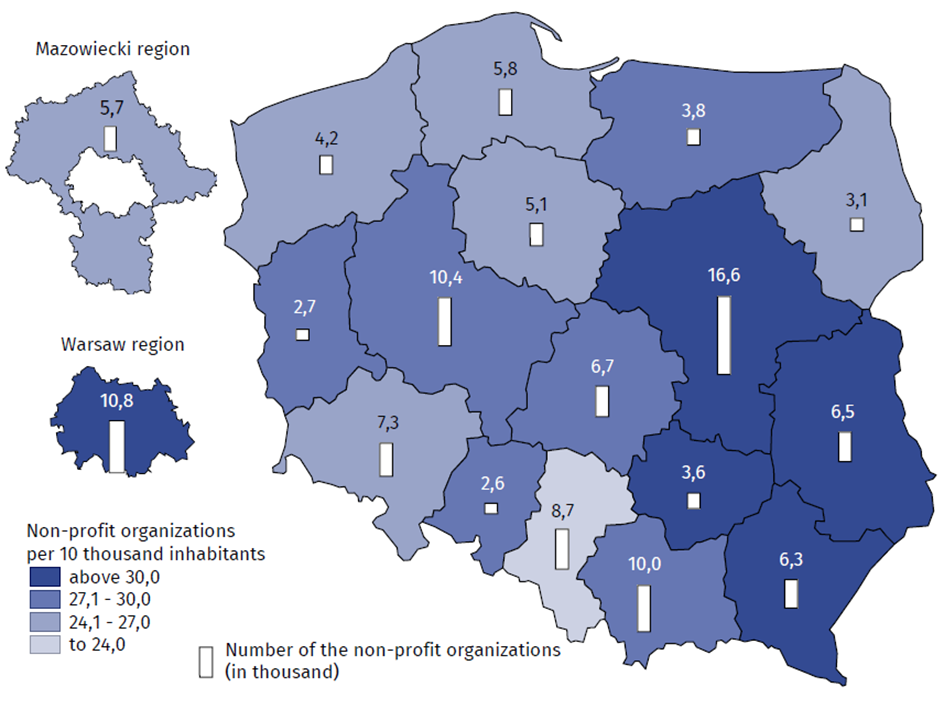 Mazowiecki region
5,7
Warsaw region
10,8
5,8
4,2
3,8
5,1
3,1
10,4
16,6
2,7
6,7
7,3
6,5
2,6
3,6
8,7
10,0
6,3
Non-profit organizations
per 10 thousand inhabitants
above 30,0
27,1 - 30,0
24,1 - 27,0
to 24,0
Number of the non-profit organizations
(in thousand)